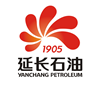 1905
延长石油
YANCHANG PETROLEUM